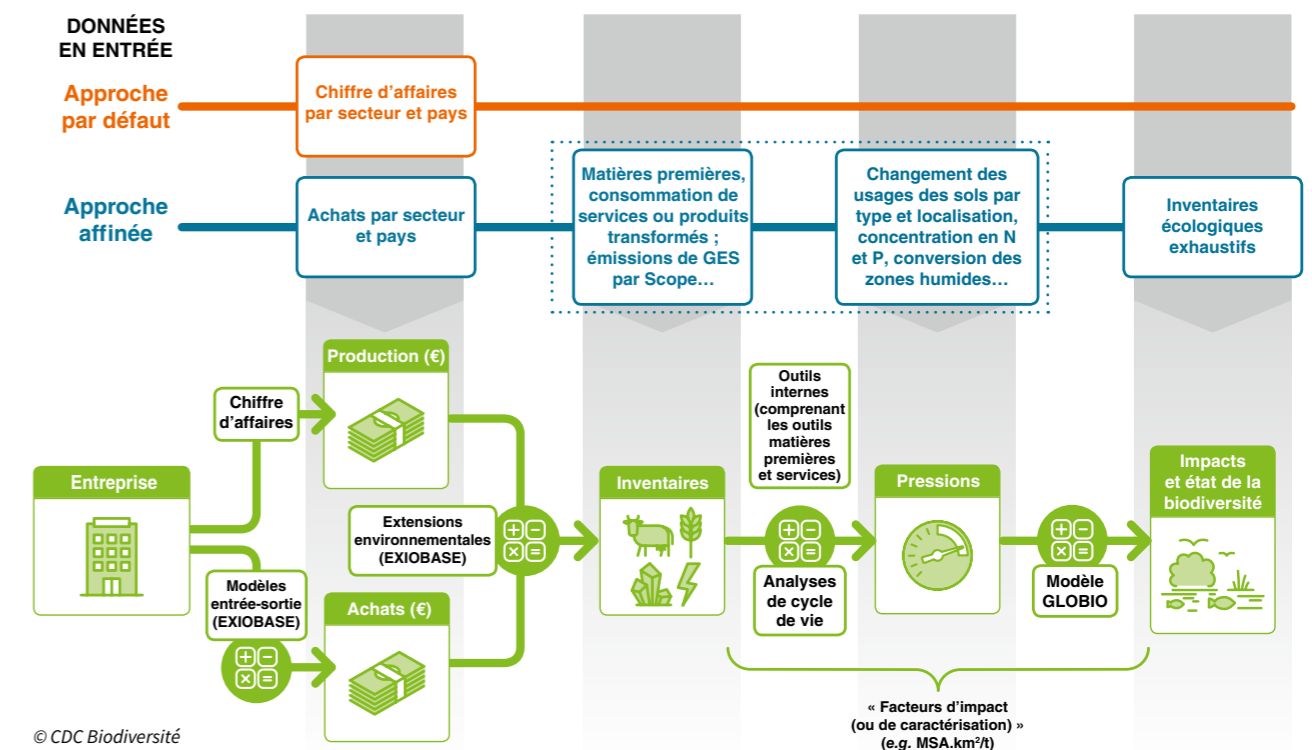 DONNÉES
EN ENTRÉE
Approche
par défaut
Chiffre d'affaires
par secteur et pays
Approche
affinée
Achats par secteur
et pays
Matières premières,
consommation de
services ou produits
transformés ;
émissions de GES
par Scope…
Changement des
usages des sols par
type et localisation,
concentration en N
et P, conversion des
zones humides…
Inventaires
écologiques
exhaustifs
Entreprise
Chiffre
d'affaires
Production (€)
Modèles
entrée-sortie
(EXIOBASE)
Achats (€)
Extensions
environnementales
(EXIOBASE)
Inventaires
Outils
internes
(comprenant
les outils
matières
premières
et services)
Analyses
de cycle
de vie
Pressions
Modèle
GLOBIO
Impacts
et état de la
biodiversité
« Facteurs d'impact
(ou de caractérisation) »
(e.g. MSA.km²/t)
© CDC Biodiversité